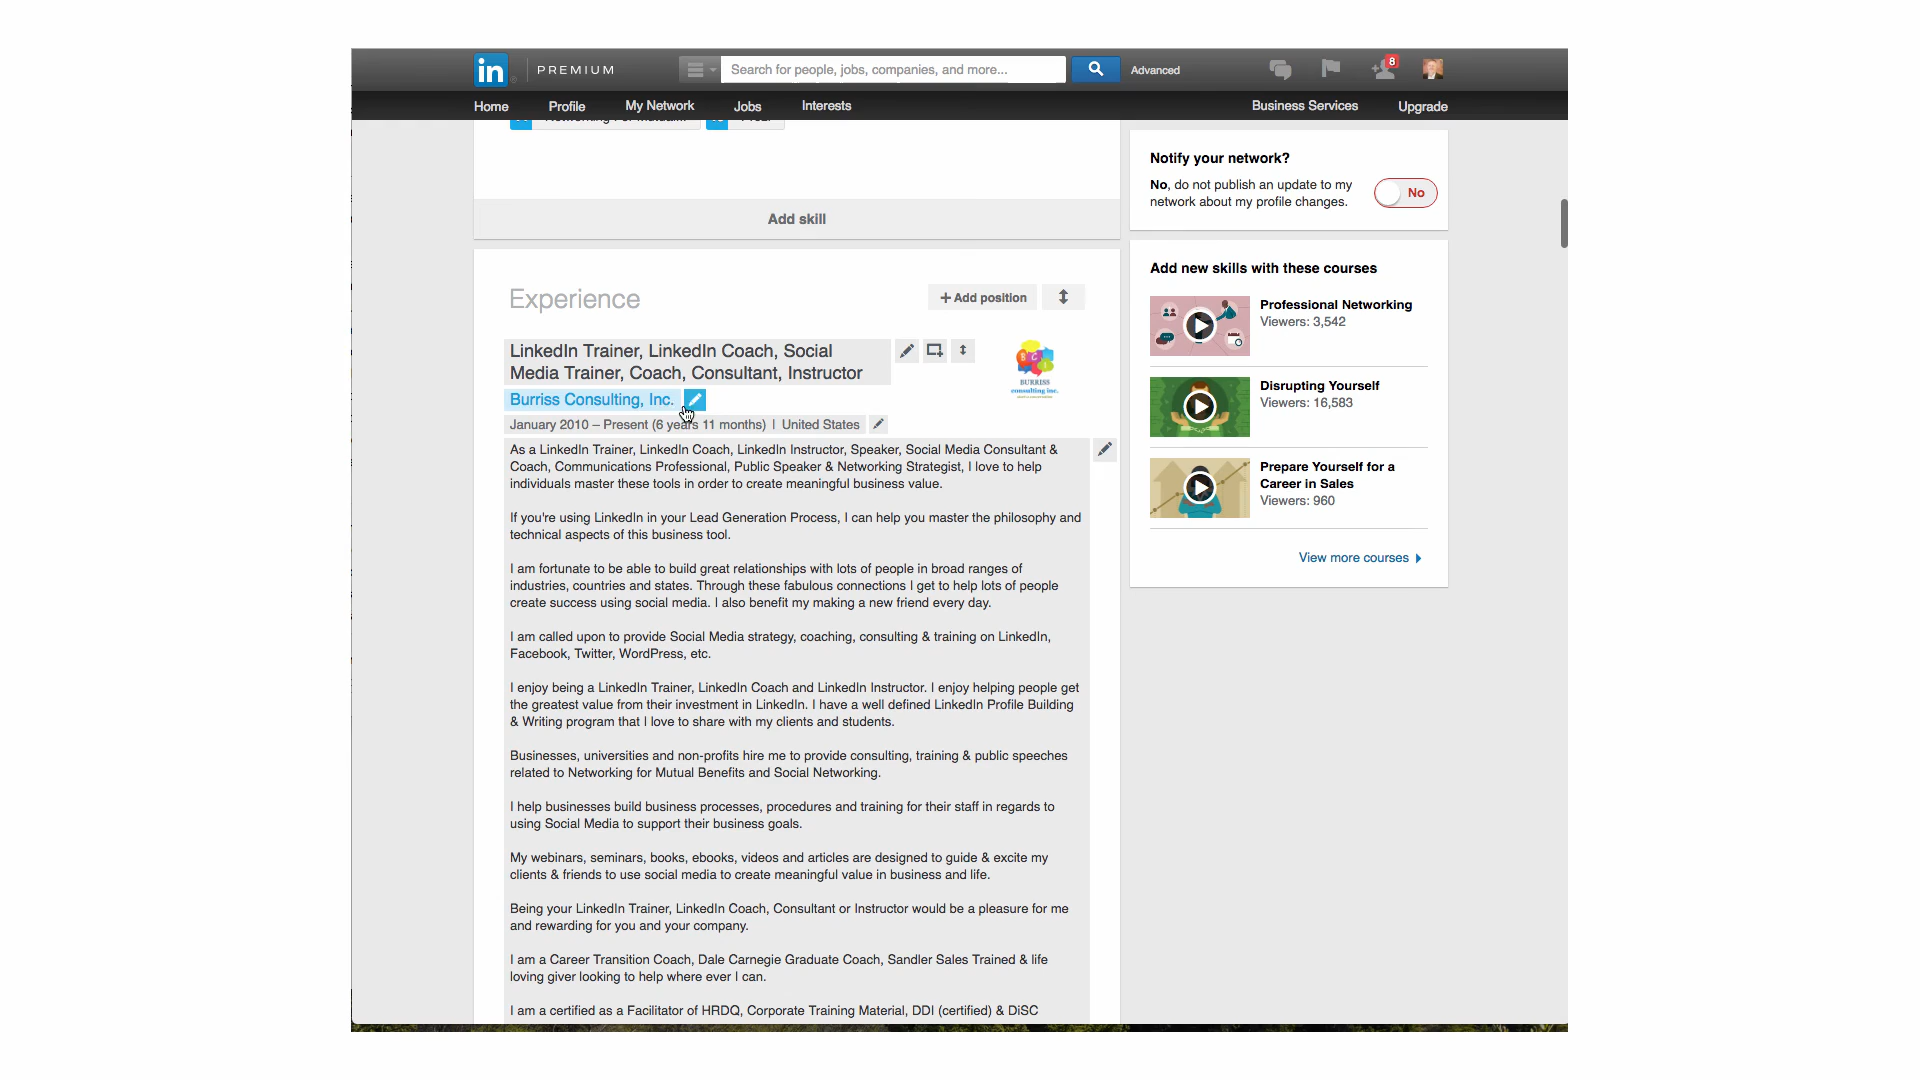 in PREMIUM Search for people, jobs, companies, and more... Advanced 8
Home Profile My Network Jobs Interests Business Services Upgrade
Add skill
Experience
+ Add position
LinkedIn Trainer, LinkedIn Coach, Social
Media Trainer, Coach, Consultant, Instructor
BURRISS
consulting inc.
Burriss Consulting, Inc.
January 2010 – Present (6 years 11 months) | United States
As a LinkedIn Trainer, LinkedIn Coach, LinkedIn Instructor, Speaker, Social Media Consultant &
Coach, Communications Professional, Public Speaker & Networking Strategist, I love to help
individuals master these tools in order to create meaningful business value.
If you're using LinkedIn in your Lead Generation Process, I can help you master the philosophy and
technical aspects of this business tool.
I am fortunate to be able to build great relationships with lots of people in broad ranges of
industries, countries and states. Through these fabulous connections I get to help lots of people
create success using social media. I also benefit my making a new friend every day.
I am called upon to provide Social Media strategy, coaching, consulting & training on LinkedIn,
Facebook, Twitter, WordPress, etc.
I enjoy being a LinkedIn Trainer, LinkedIn Coach and LinkedIn Instructor. I enjoy helping people get
the greatest value from their investment in LinkedIn. I have a well defined LinkedIn Profile Building
& Writing program that I love to share with my clients and students.
Businesses, universities and non-profits hire me to provide consulting, training & public speeches
related to Networking for Mutual Benefits and Social Networking.
I help businesses build business processes, procedures and training for their staff in regards to
using Social Media to support their business goals.
My webinars, seminars, books, ebooks, videos and articles are designed to guide & excite my
clients & friends to use social media to create meaningful value in business and life.
Being your LinkedIn Trainer, LinkedIn Coach, Consultant or Instructor would be a pleasure for me
and rewarding for you and your company.
I am a Career Transition Coach, Dale Carnegie Graduate Coach, Sandler Sales Trained & life
loving giver looking to help where ever I can.
I am a certified as a Facilitator of HRDQ, Corporate Training Material, DDI (certified) & DiSC
Notify your network?
No, do not publish an update to my
network about my profile changes.
No
Add new skills with these courses
Professional Networking
Viewers: 3,542
Disrupting Yourself
Viewers: 16,583
Prepare Yourself for a
Career in Sales
Viewers: 960
View more courses